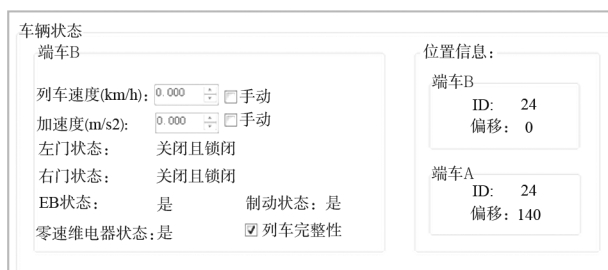 车辆状态
端车B
列车速度(km/h): 0.000 手动
加速度(m/s2): 0.000 手动
左门状态: 关闭且锁闭
右门状态: 关闭且锁闭
EB状态: 是 制动状态: 是
零速继电器状态: 是 列车完整性
位置信息:
端车B
ID: 24
偏移: 0
端车A
ID: 24
偏移: 140